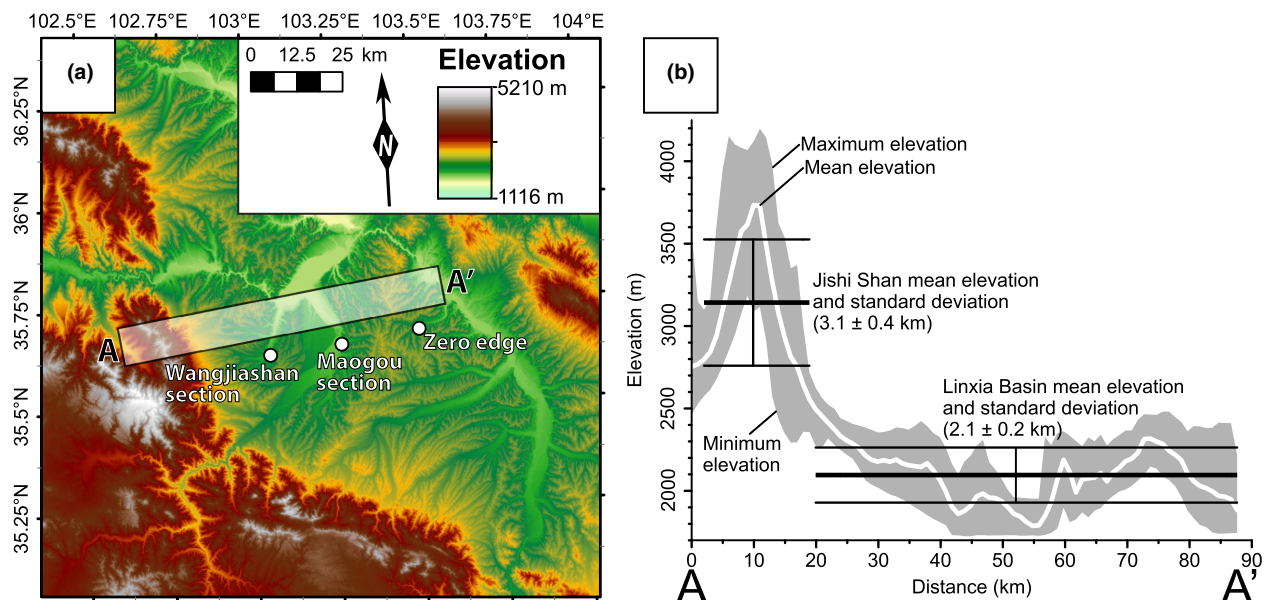 102.5°E 102.75°E 103°E 103.25°E 103.5°E 103.75°E 104°E
(a)
0 12.5 25 km
N
Elevation
5210 m
1116 m
36.25°N
36°N
35.75°N
35.5°N
35.25°N
A
A′
Wangjiashan
section
Maogou
section
Zero edge
(b)
Maximum elevation
Mean elevation
Jishi Shan mean elevation
and standard deviation
(3.1 ± 0.4 km)
Linxia Basin mean elevation
and standard deviation
(2.1 ± 0.2 km)
Minimum
elevation
Elevation (m)
4000
3500
3000
2500
2000
0 10 20 30 40 50 60 70 80 90
A
Distance (km)
A’